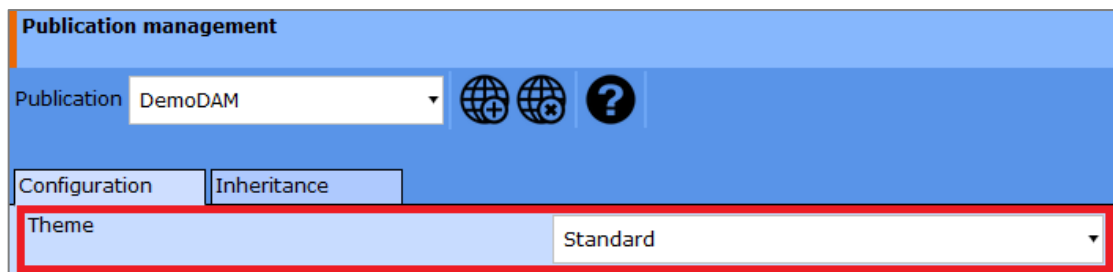 Publication management
Publication DemoDAM
Configuration Inheritance
Theme Standard